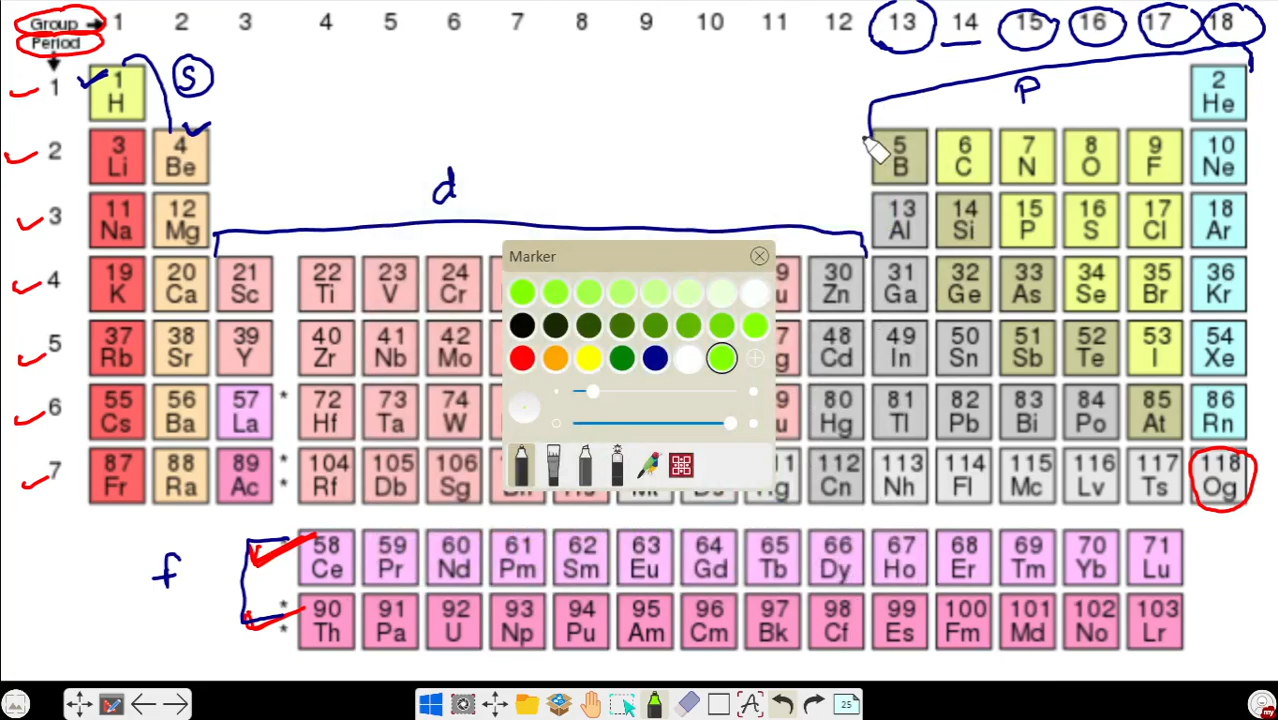 Group 1 2 3 4 5 6 7 8 9 10 11 12 13 14 15 16 17 18
Period
S
P
d
f
1 1 2
H He
2 3 4 5 6 7 8 9 10
Li Be B C N O F Ne
3 11 12 13 14 15 16 17 18
Na Mg Al Si P S Cl Ar
4 19 20 21 22 23 24 30 31 32 33 34 35 36
K Ca Sc Ti V Cr Zn Ga Ge As Se Br Kr
5 37 38 39 40 41 42 48 49 50 51 52 53 54
Rb Sr Y Zr Nb Mo Cd In Sn Sb Te I Xe
6 55 56 57 * 72 73 74 80 81 82 83 84 85 86
Cs Ba La Hf Ta W Hg Tl Pb Bi Po At Rn
7 87 88 89 * 104 105 106 112 113 114 115 116 117 118
Fr Ra Ac * Rf Db Sg Cn Nh Fl Mc Lv Ts Og
58 59 60 61 62 63 64 65 66 67 68 69 70 71
Ce Pr Nd Pm Sm Eu Gd Tb Dy Ho Er Tm Yb Lu
* 90 91 92 93 94 95 96 97 98 99 100 101 102 103
* Th Pa U Np Pu Am Cm Bk Cf Es Fm Md No Lr
Marker
25
my